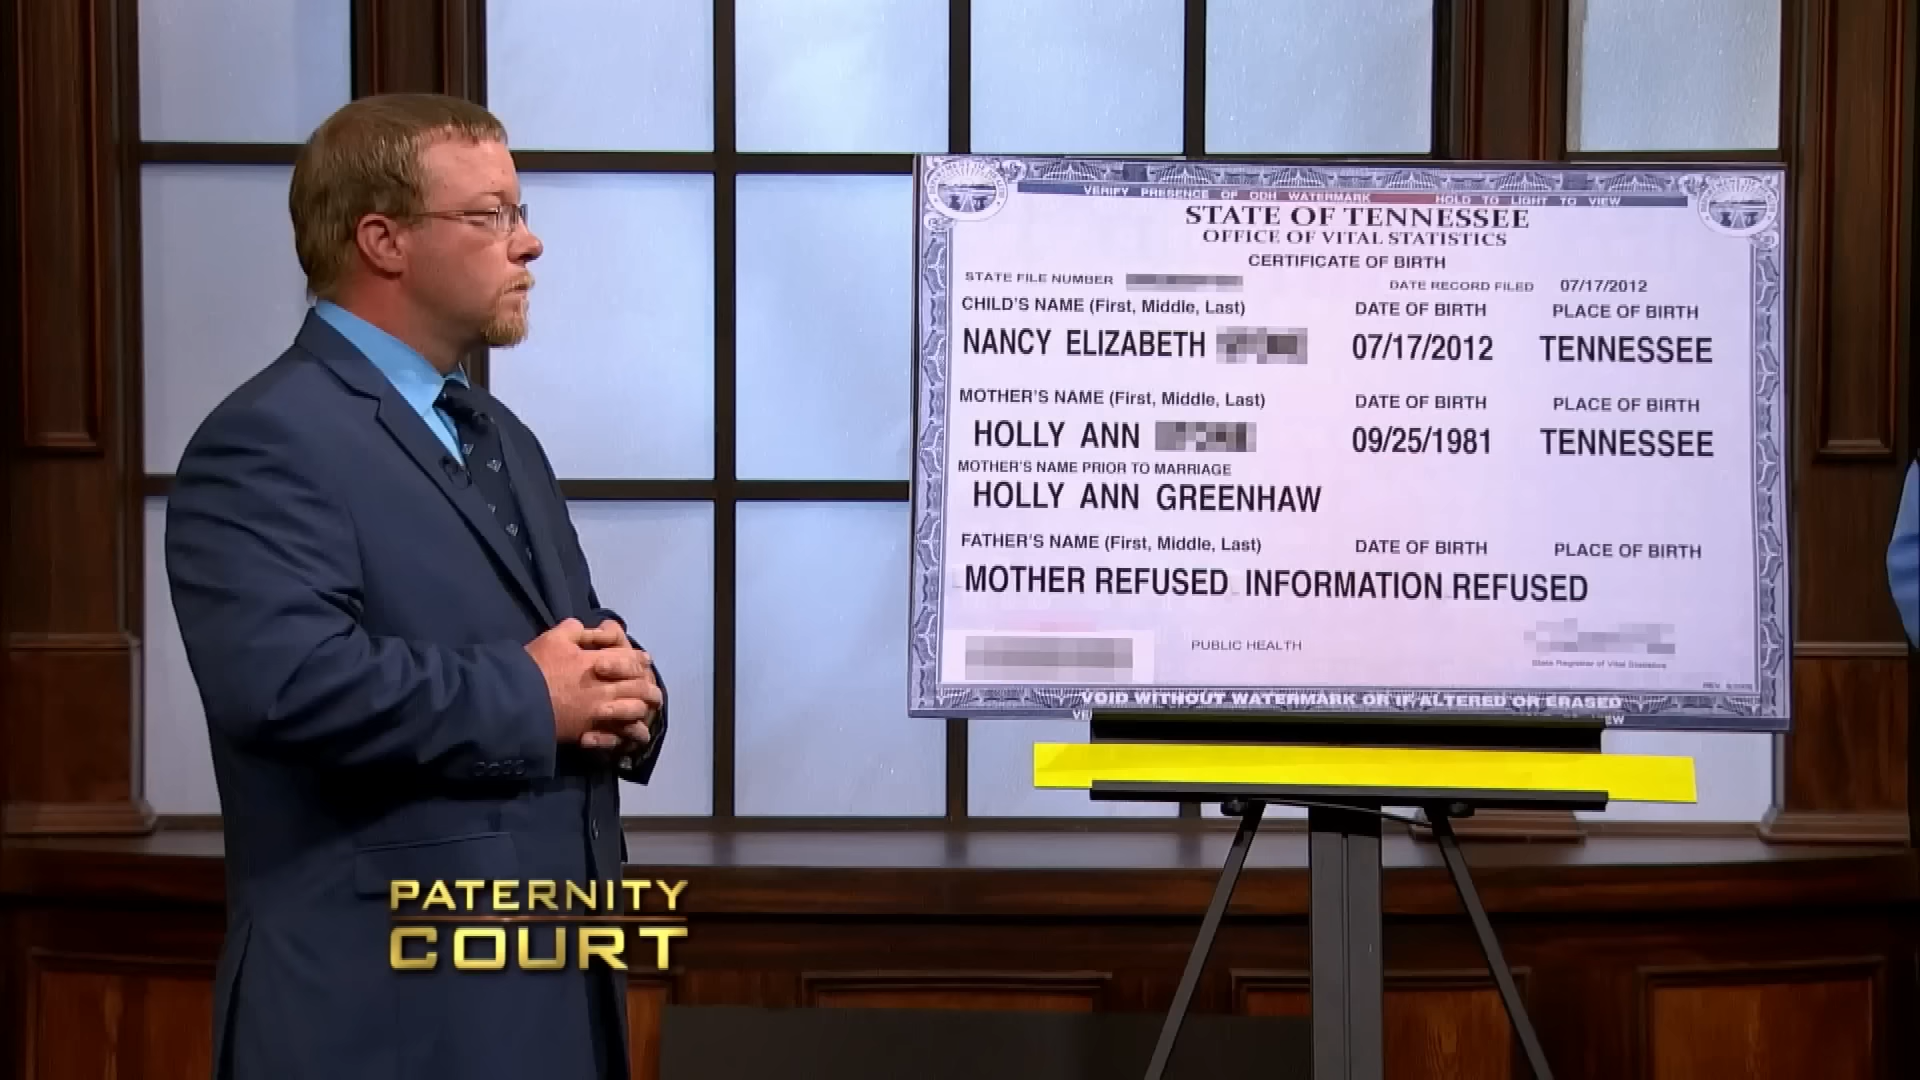 VERIFY PRESENCE OF ODH WATERMARK HOLD TO LIGHT TO VIEW
STATE OF TENNESSEE
OFFICE OF VITAL STATISTICS
CERTIFICATE OF BIRTH
STATE FILE NUMBER DATE RECORD FILED 07/17/2012
CHILD'S NAME (First, Middle, Last) DATE OF BIRTH PLACE OF BIRTH
NANCY ELIZABETH 07/17/2012 TENNESSEE
MOTHER'S NAME (First, Middle, Last) DATE OF BIRTH PLACE OF BIRTH
HOLLY ANN 09/25/1981 TENNESSEE
MOTHER'S NAME PRIOR TO MARRIAGE
HOLLY ANN GREENHAW
FATHER'S NAME (First, Middle, Last) DATE OF BIRTH PLACE OF BIRTH
MOTHER REFUSED INFORMATION REFUSED
PUBLIC HEALTH
State Registrar of Vital Statistics
VOID WITHOUT WATERMARK OR IF ALTERED OR ERASED
PATERNITY
COURT